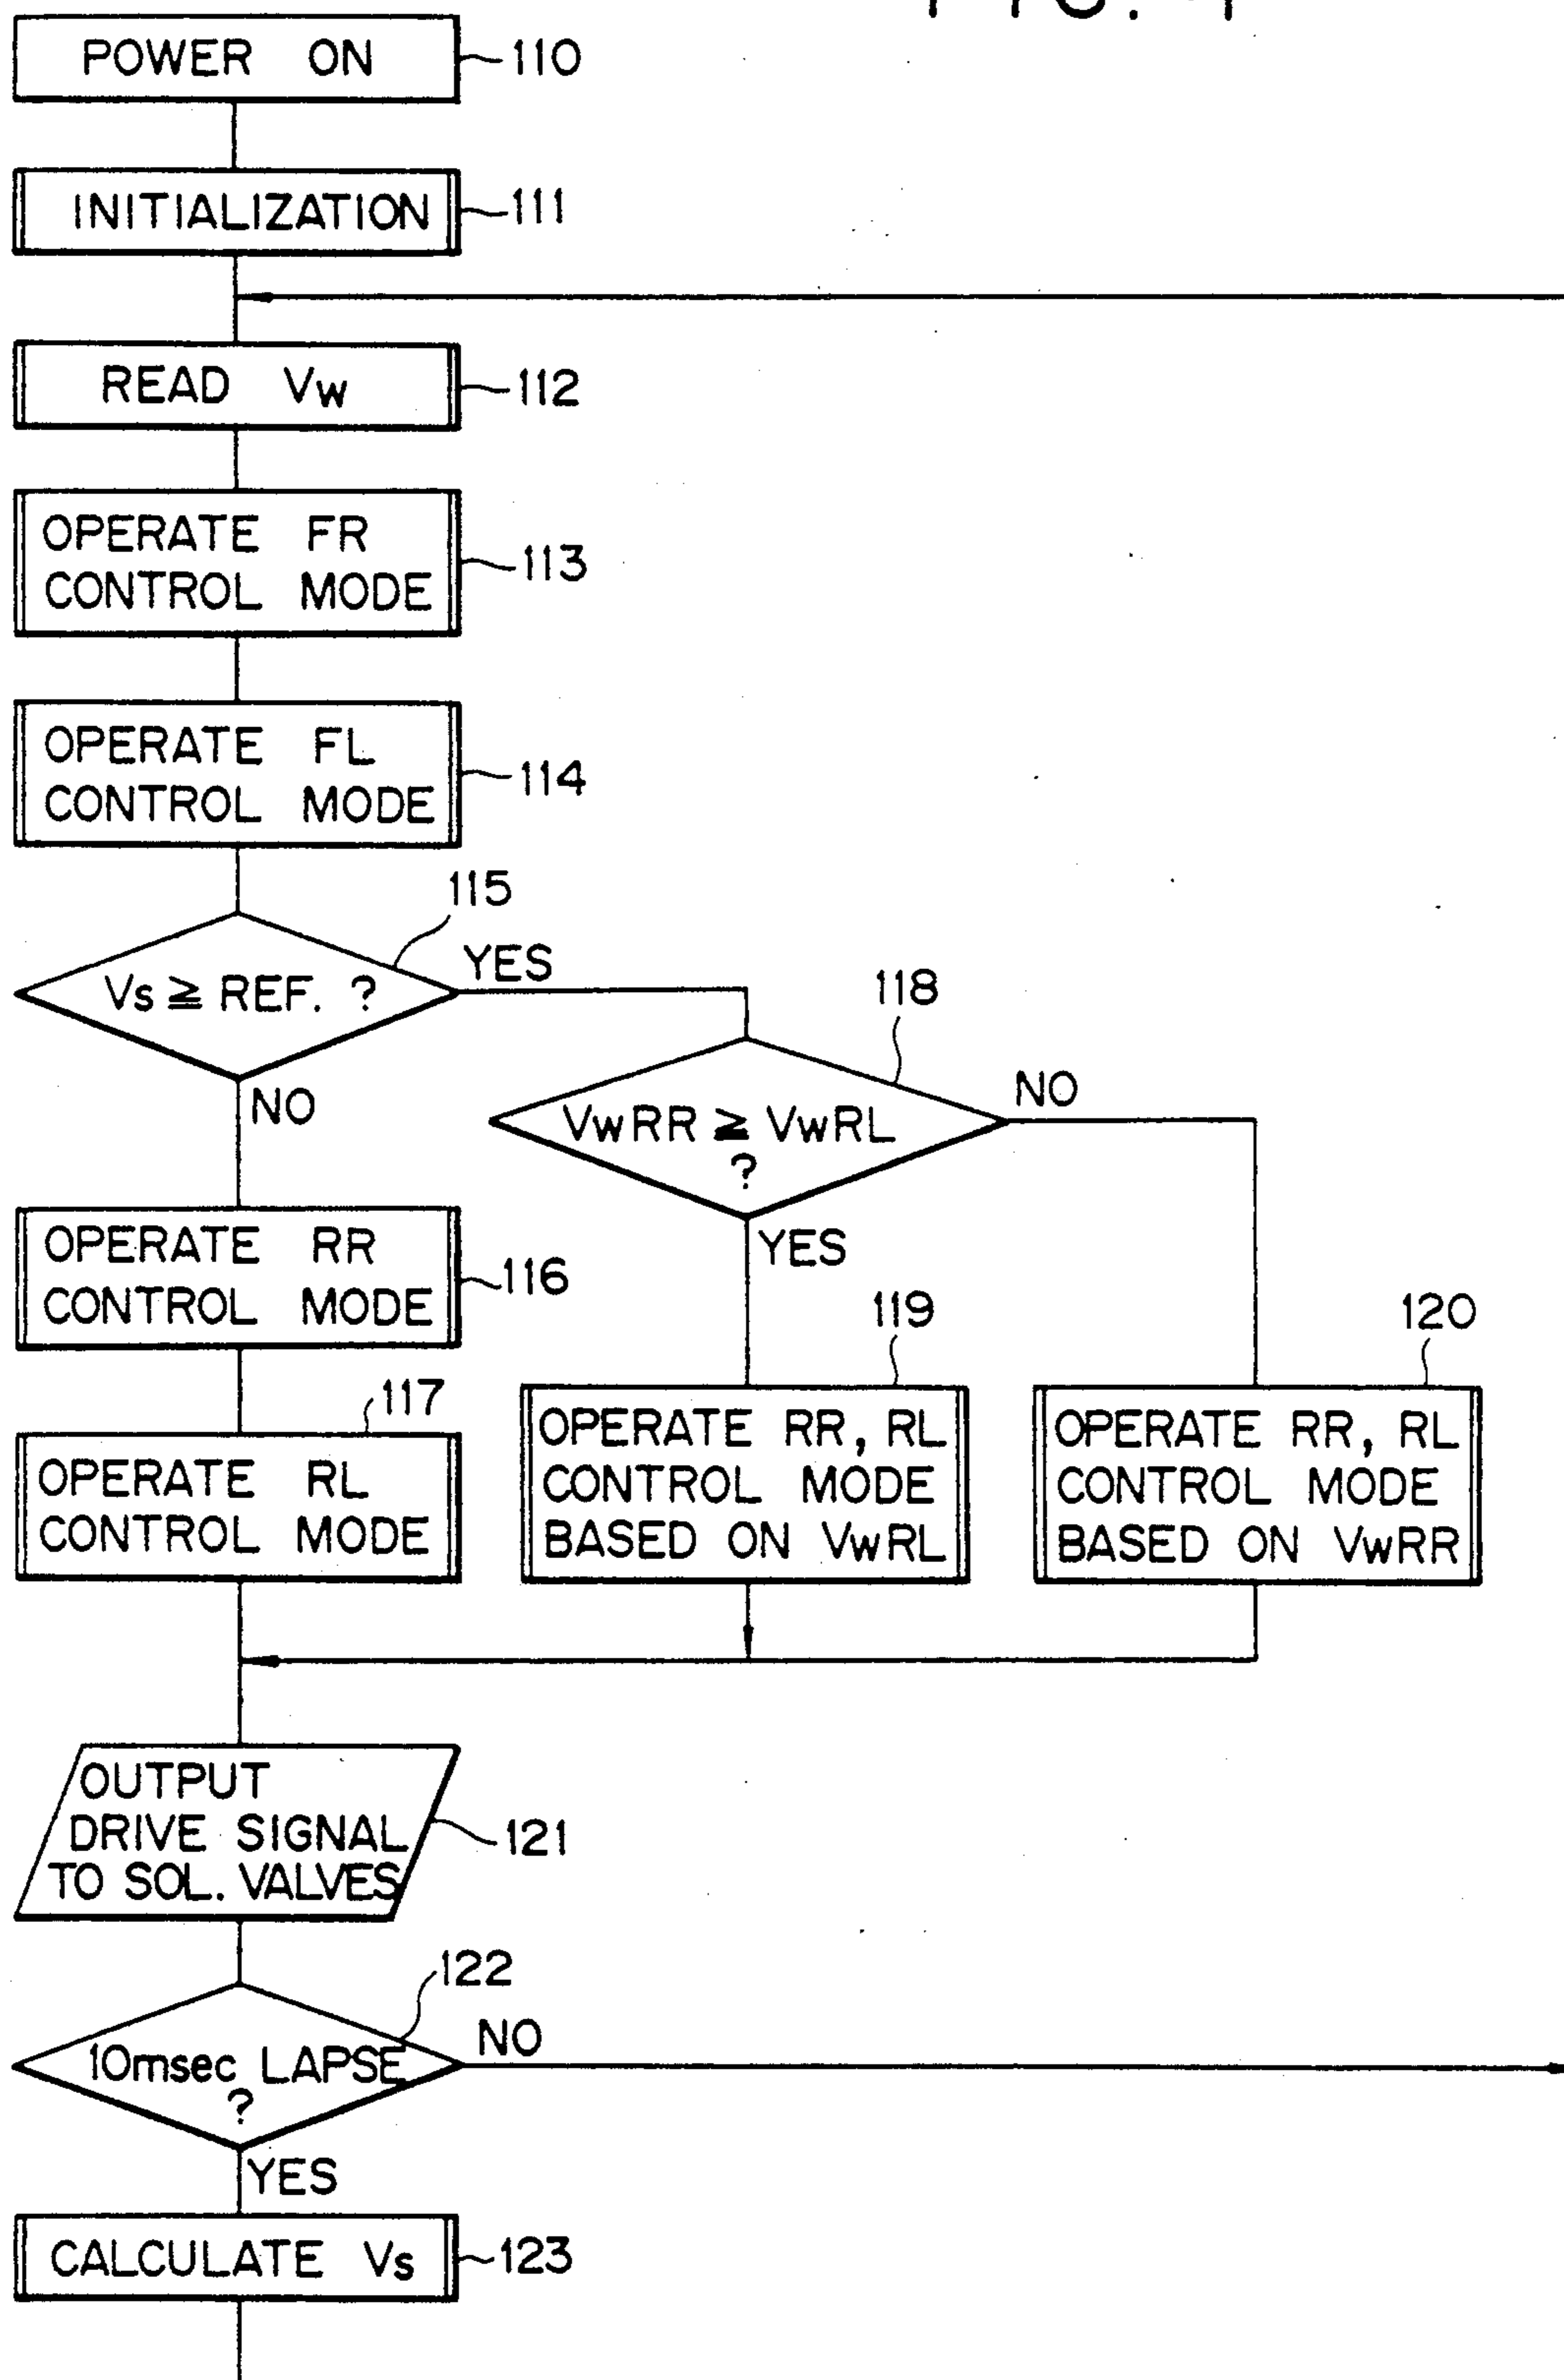 POWER ON
110
INITIALIZATION
111
READ Vw
112
OPERATE FR
CONTROL MODE
113
OPERATE FL
CONTROL MODE
114
115
Vs ≧ REF. ?
YES
NO
118
VwRR ≧ VwRL
?
NO
YES
OPERATE RR
CONTROL MODE
116
117
OPERATE RL
CONTROL MODE
119
OPERATE RR, RL
CONTROL MODE
BASED ON VwRL
120
OPERATE RR, RL
CONTROL MODE
BASED ON VwRR
OUTPUT
DRIVE SIGNAL
TO SOL. VALVES
121
122
10msec LAPSE
?
NO
YES
CALCULATE Vs
123